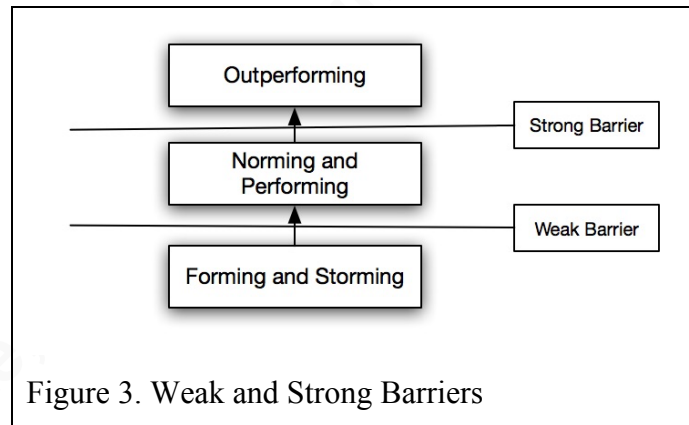 Outperforming
Strong Barrier
Norming and
Performing
Weak Barrier
Forming and Storming
Figure 3. Weak and Strong Barriers